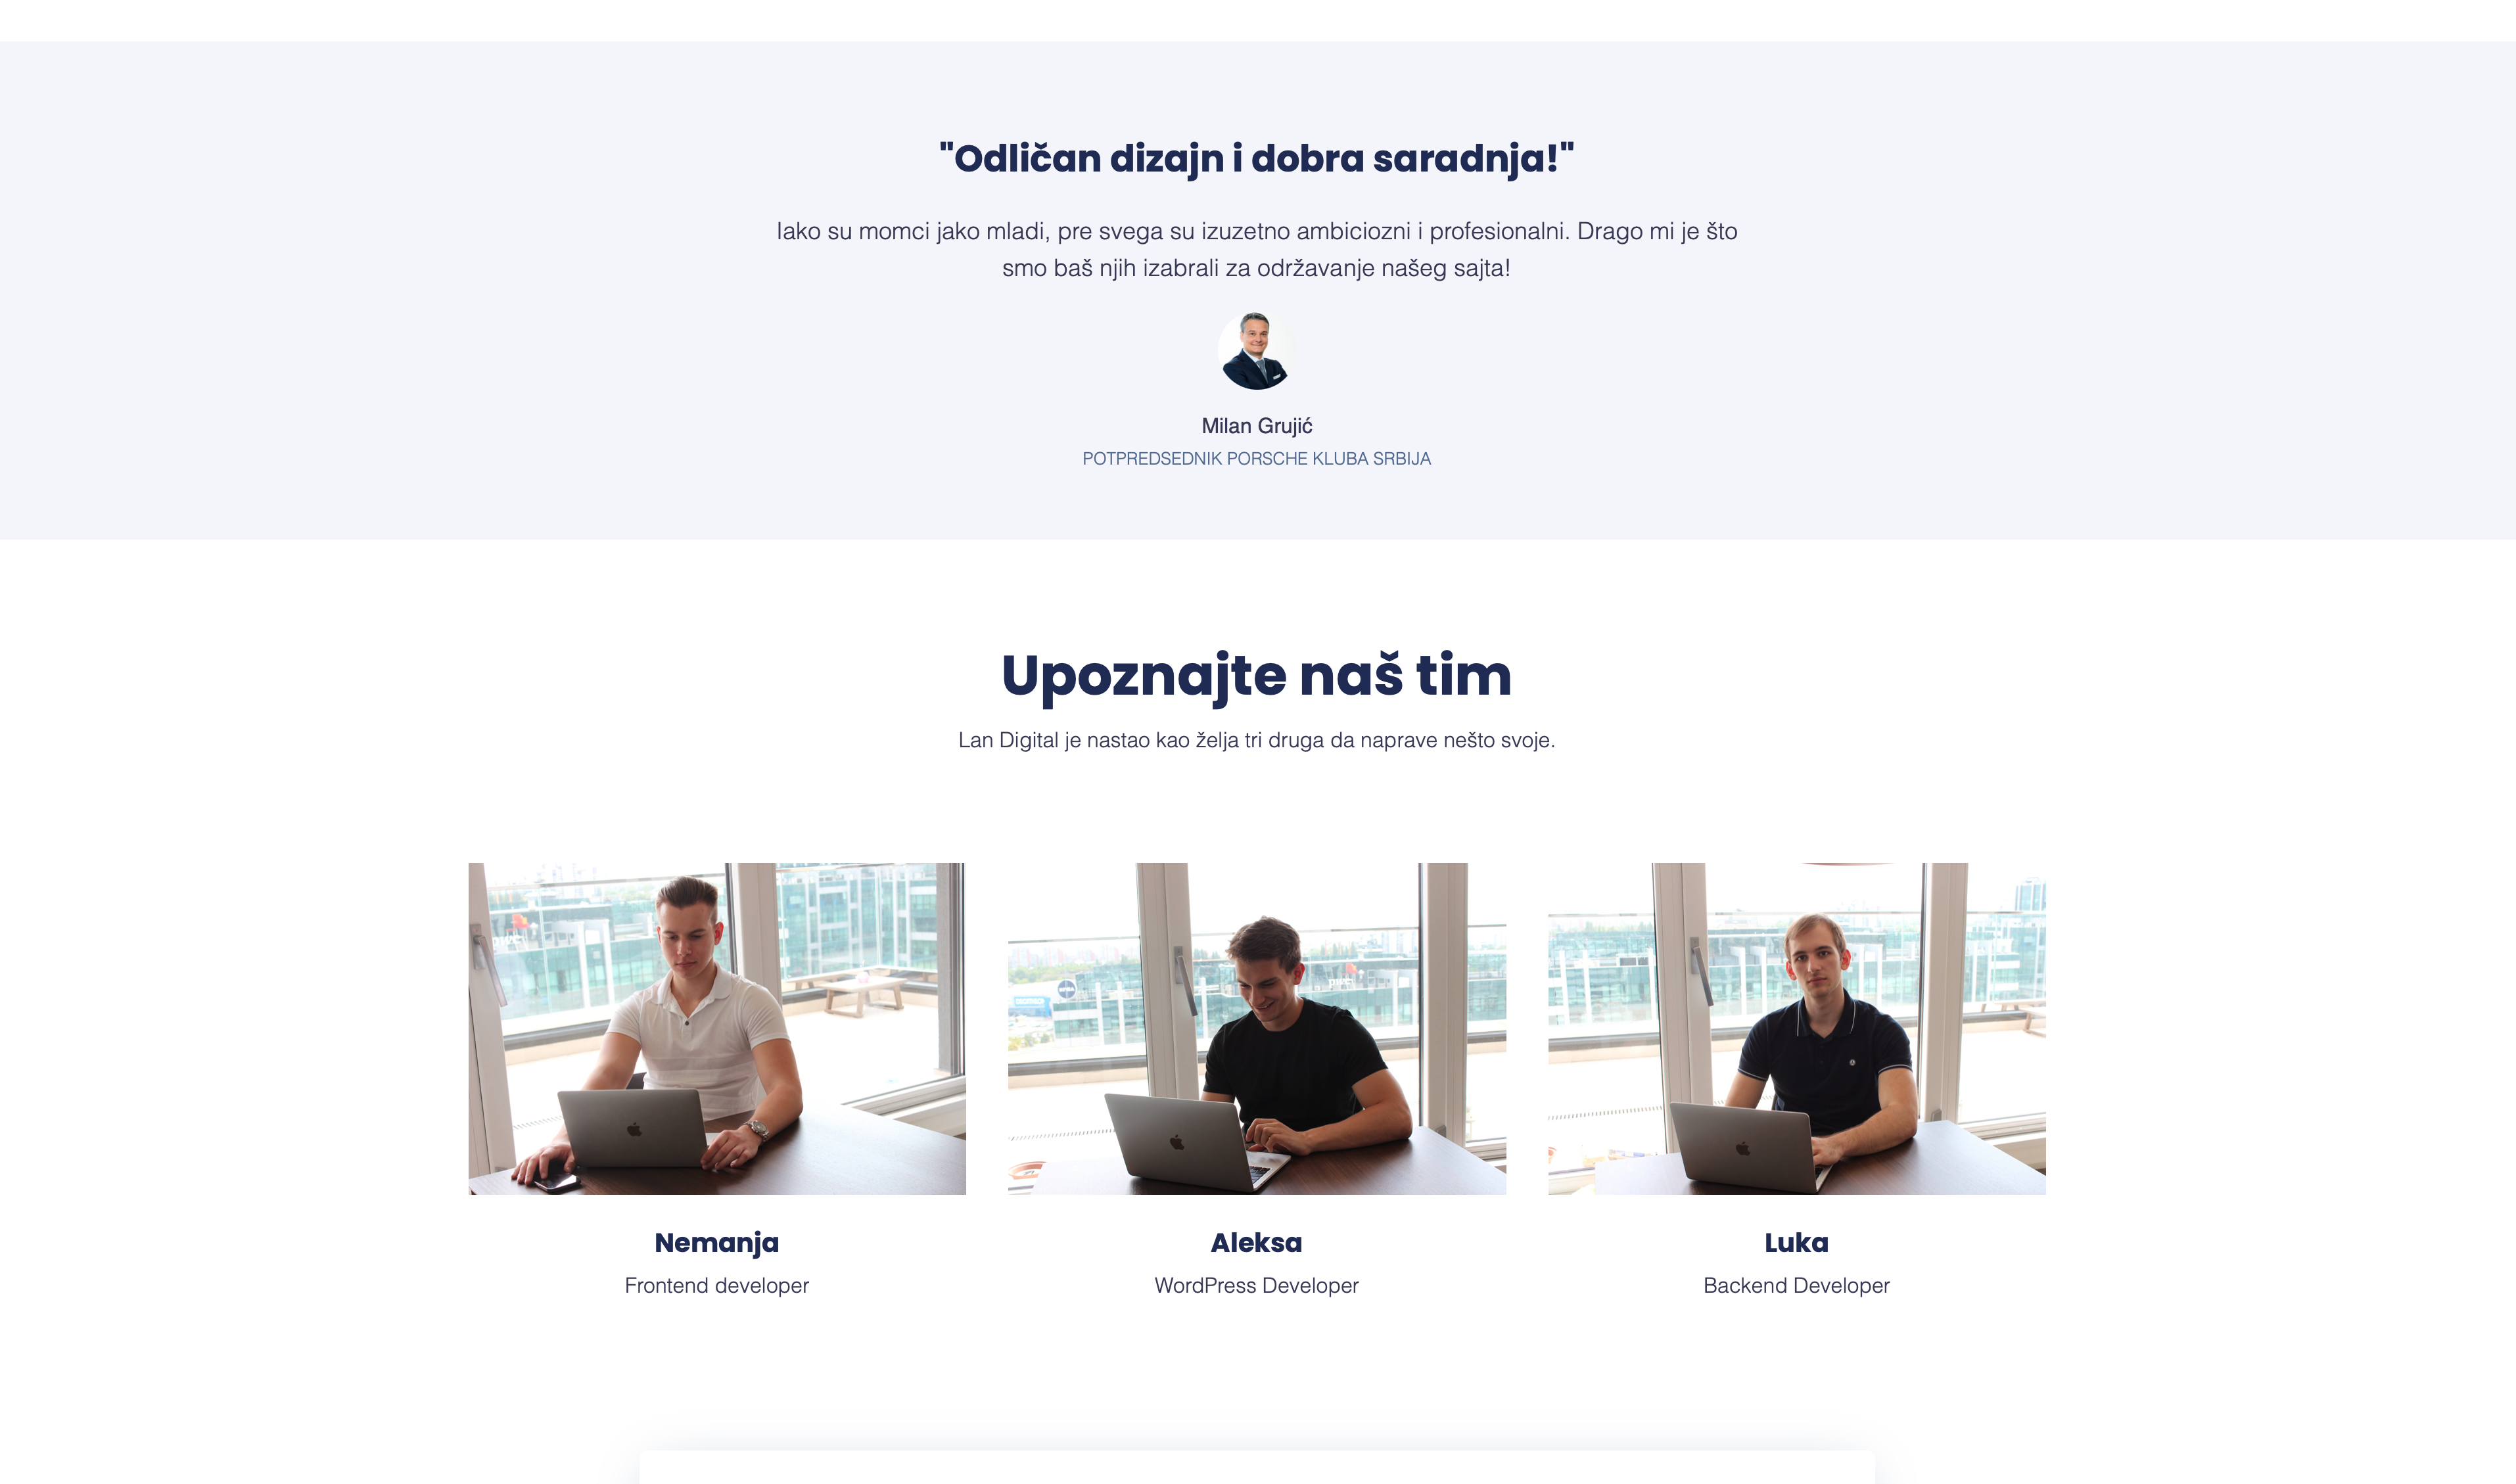 "Odličan dizajn i dobra saradnja!"
Iako su momci jako mladi, pre svega su izuzetno ambiciozni i profesionalni. Drago mi je što
smo baš njih izabrali za održavanje našeg sajta!
Milan Grujić
POTPREDSEDNIK PORSCHE KLUBA SRBIJA
Upoznajte naš tim
Lan Digital je nastao kao želja tri druga da naprave nešto svoje.
Nemanja
Frontend developer
Aleksa
WordPress Developer
Luka
Backend Developer